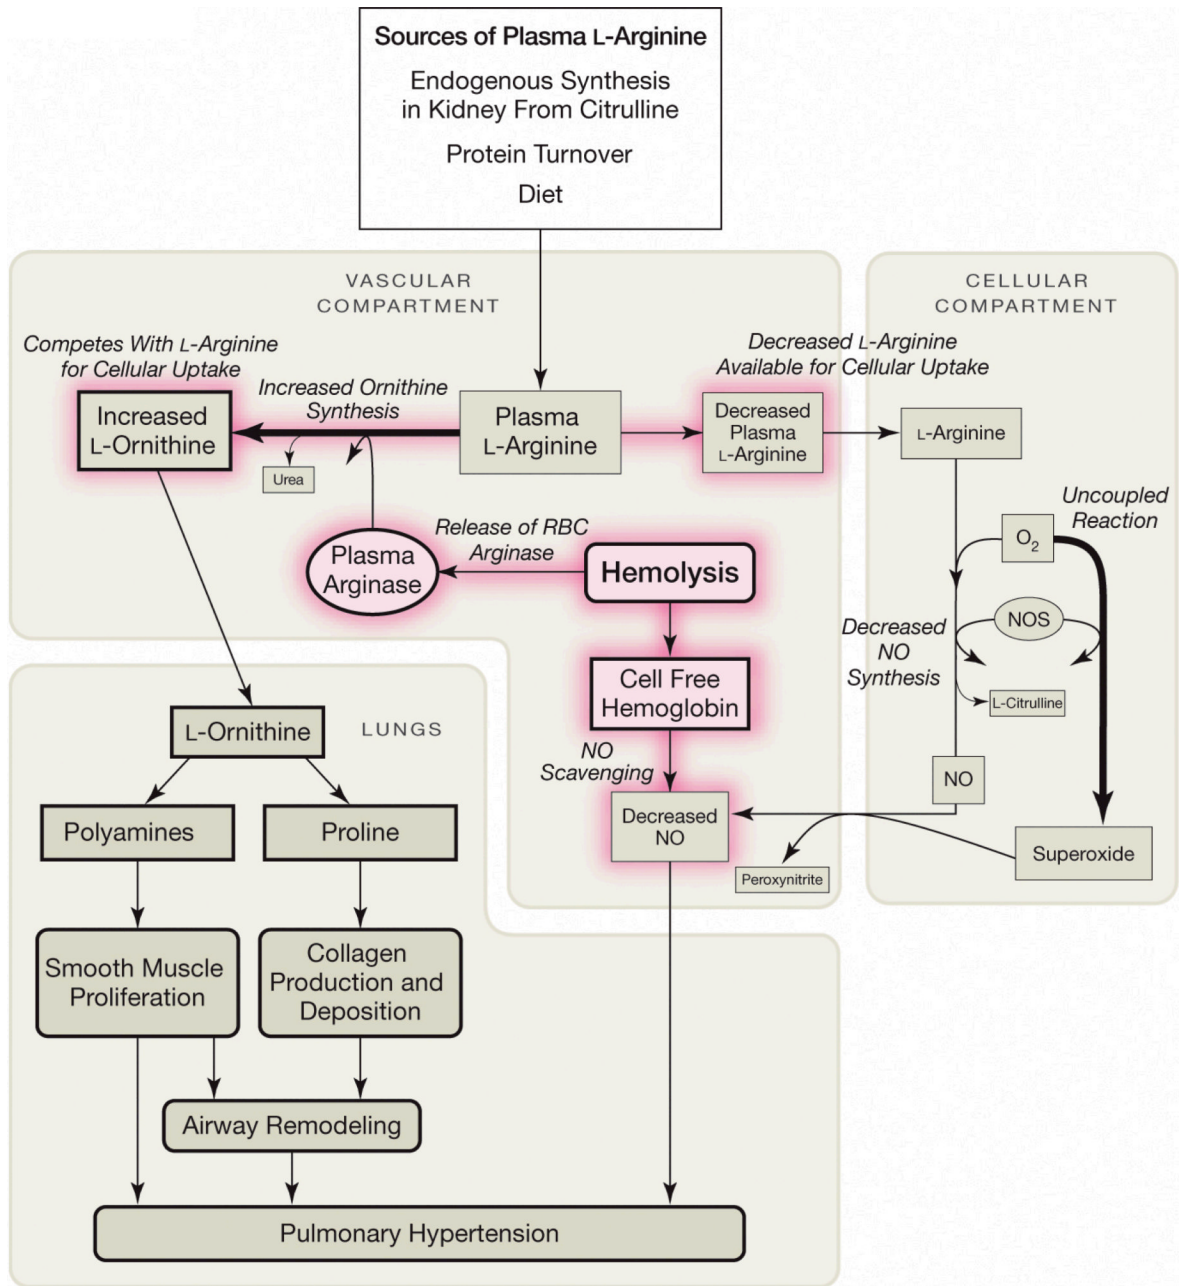 Sources of Plasma L-Arginine
Endogenous Synthesis
in Kidney From Citrulline
Protein Turnover
Diet
VASCULAR
COMPARTMENT
CELLULAR
COMPARTMENT
Competes With L-Arginine
for Cellular Uptake
Decreased L-Arginine
Available for Cellular Uptake
Increased Ornithine
Synthesis
Increased
L-Ornithine
Plasma
L-Arginine
Decreased
Plasma
L-Arginine
L-Arginine
Urea
Uncoupled
Reaction
O2
Release of RBC
Arginase
Plasma
Arginase
Hemolysis
NOS
Decreased
NO
Synthesis
Cell Free
Hemoglobin
L-Citrulline
L-Ornithine
LUNGS
NO
Scavenging
NO
Polyamines
Proline
Decreased
NO
Superoxide
Peroxynitrite
Smooth Muscle
Proliferation
Collagen
Production and
Deposition
Airway Remodeling
Pulmonary Hypertension